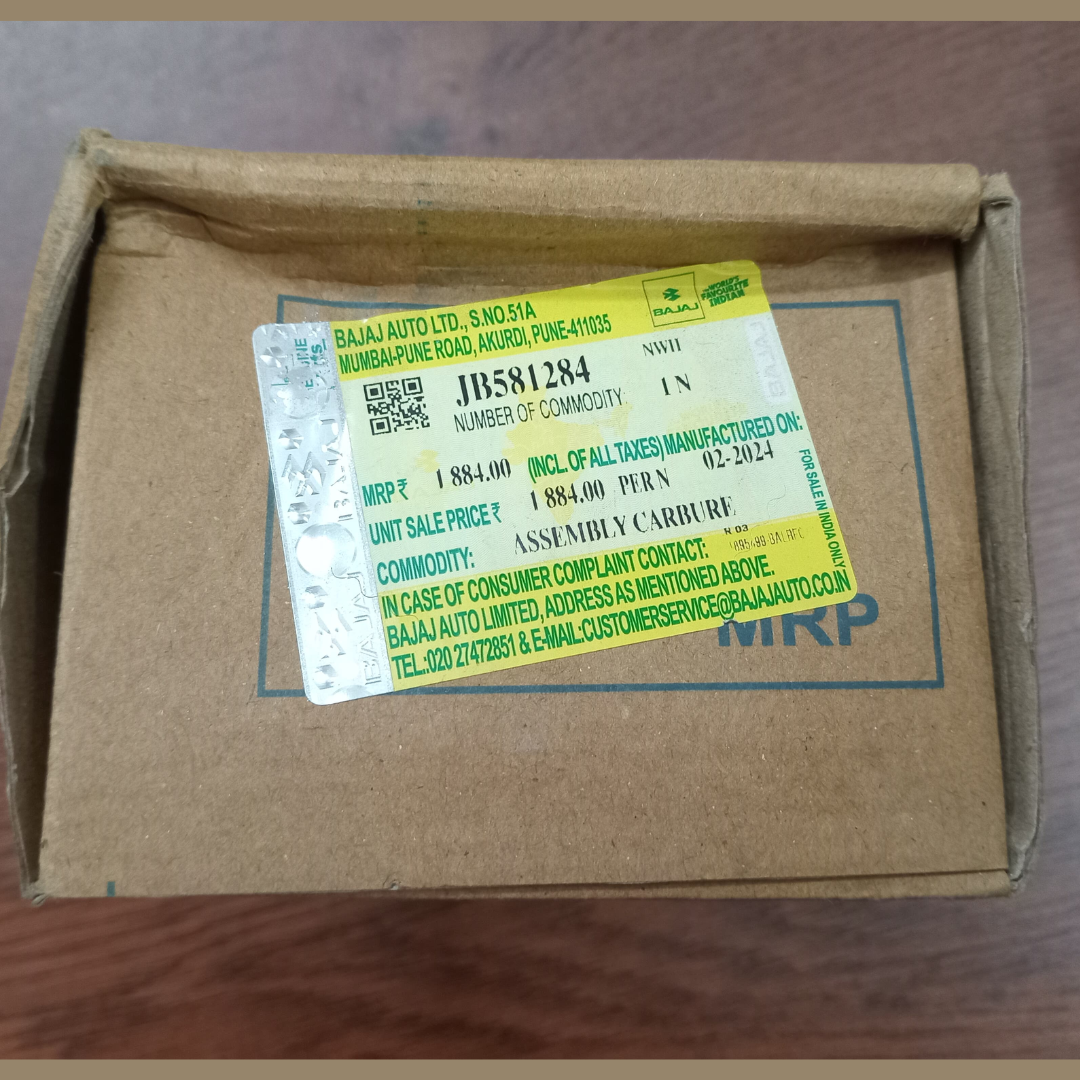 BAJAJ AUTO LTD., S.NO.51A
MUMBAI-PUNE ROAD, AKURDI, PUNE-411035
BAJAJ
WORLD'S
FAVOURITE
INDIAN
JB581284
NWH
NUMBER OF COMMODITY: 1 N
MRP ₹ 1 884.00 (INCL. OF ALL TAXES) MANUFACTURED ON:
UNIT SALE PRICE ₹ 1 884.00 PER N 02-2024
COMMODITY: ASSEMBLY CARBURE
R 03
IN CASE OF CONSUMER COMPLAINT CONTACT:
BAJAJ AUTO LIMITED, ADDRESS AS MENTIONED ABOVE.
TEL.:020 27472851 & E-MAIL:CUSTOMERSERVICE@BAJAJAUTO.CO.IN
FOR SALE IN INDIA ONLY
BAJAJ
BAJAJ
BAJAJ
MRP